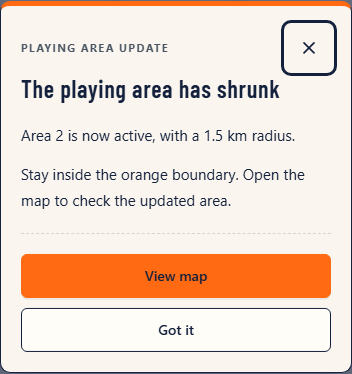 PLAYING AREA UPDATE
The playing area has shrunk
Area 2 is now active, with a 1.5 km radius.
Stay inside the orange boundary. Open the
map to check the updated area.
View map
Got it